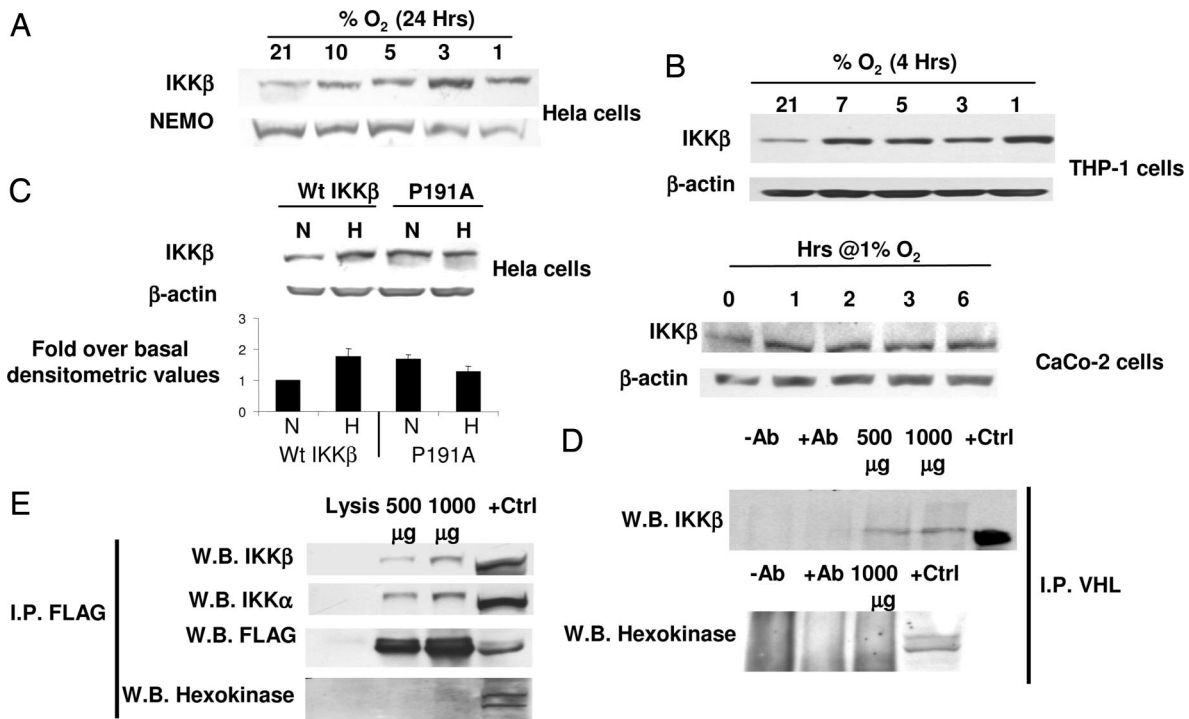 A
% O2 (24 Hrs)
21 10 5 3 1
IKKβ
NEMO
Hela cells
B
% O2 (4 Hrs)
21 7 5 3 1
IKKβ
β-actin
THP-1 cells
Hrs @1% O2
0 1 2 3 6
IKKβ
β-actin
CaCo-2 cells
C
Wt IKKβ P191A
N H N H
IKKβ
β-actin
Hela cells
Fold over basal
densitometric values
3
2
1
0
N H N H
Wt IKKβ P191A
D
-Ab +Ab 500 1000 +Ctrl
µg µg
W.B. IKKβ
-Ab +Ab 1000 +Ctrl
µg
W.B. Hexokinase
I.P. VHL
E
Lysis 500 1000 +Ctrl
µg µg
W.B. IKKβ
W.B. IKKα
W.B. FLAG
W.B. Hexokinase
I.P. FLAG